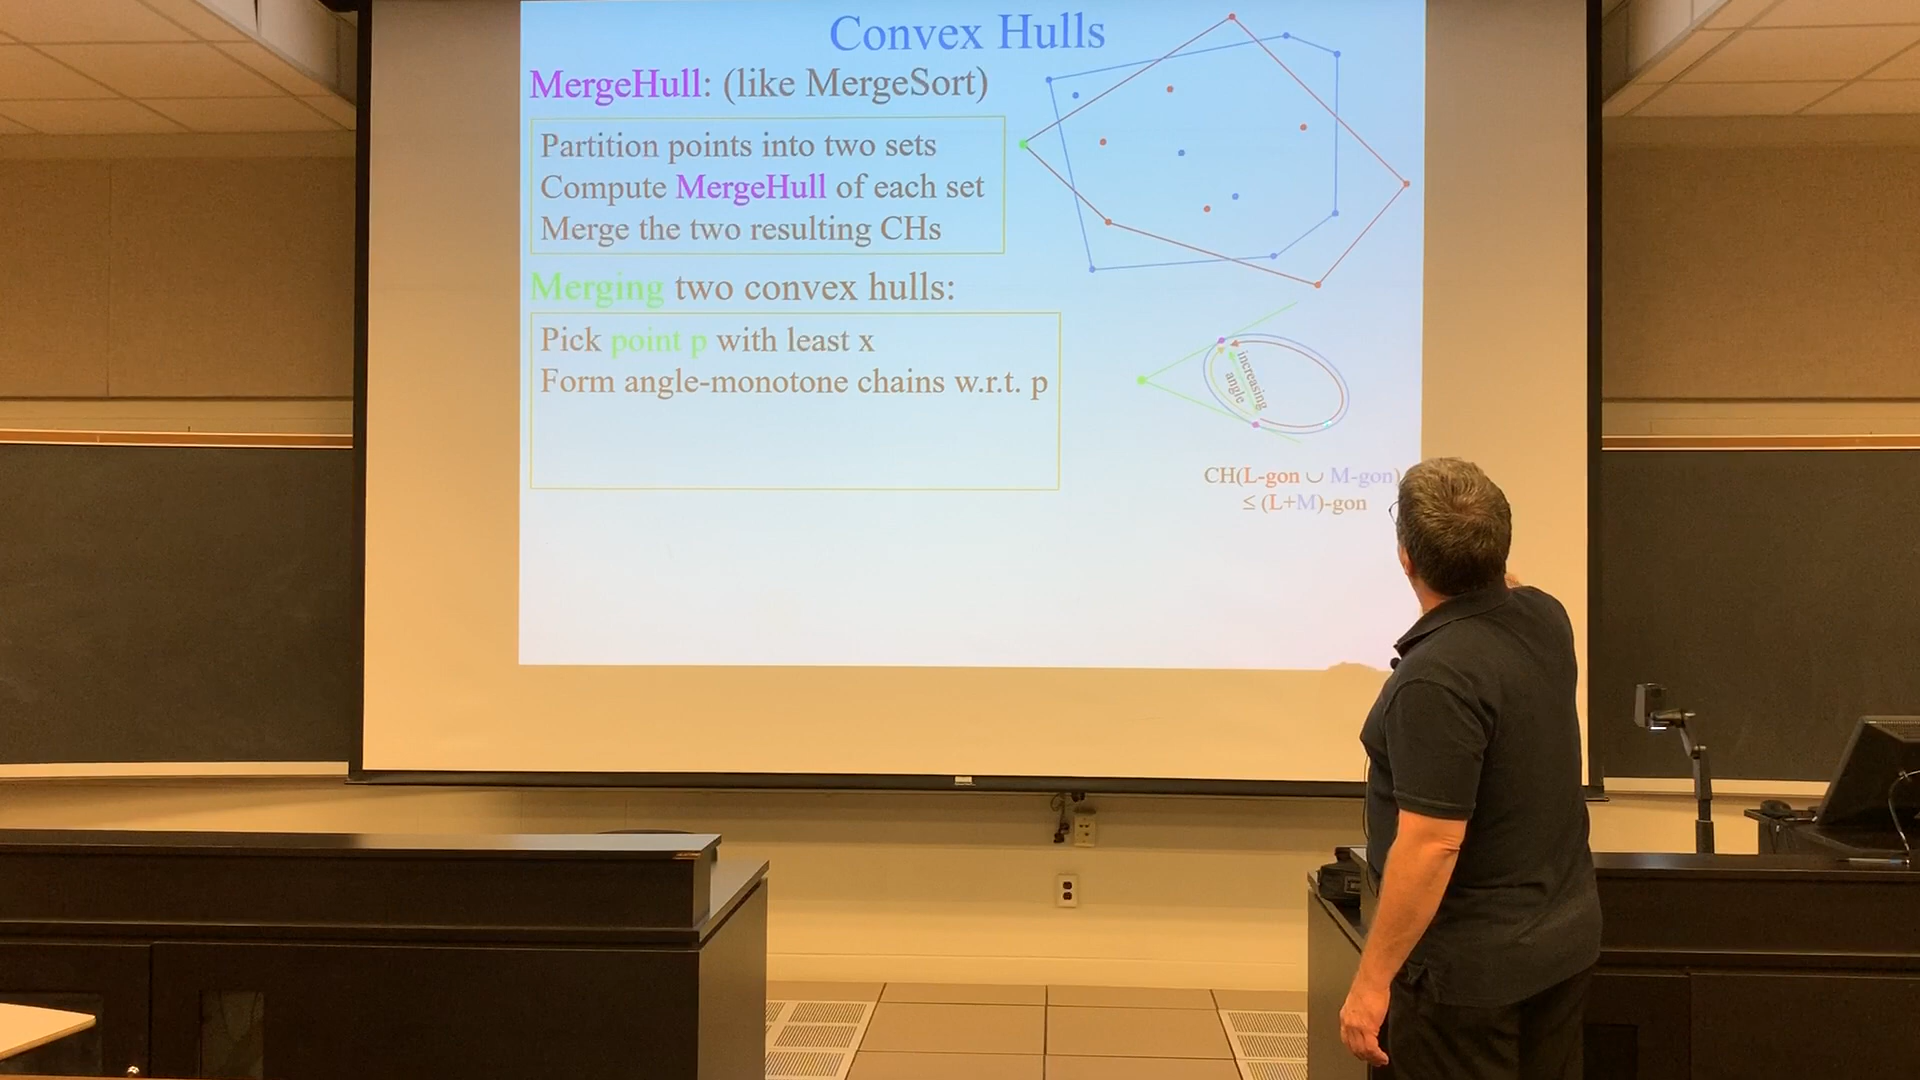 Convex Hulls
MergeHull: (like MergeSort)
Partition points into two sets
Compute MergeHull of each set
Merge the two resulting CHs
Merging two convex hulls:
Pick point p with least x
Form angle-monotone chains w.r.t. p
increasing
angle
CH(L-gon ∪ M-gon)
≤ (L+M)-gon